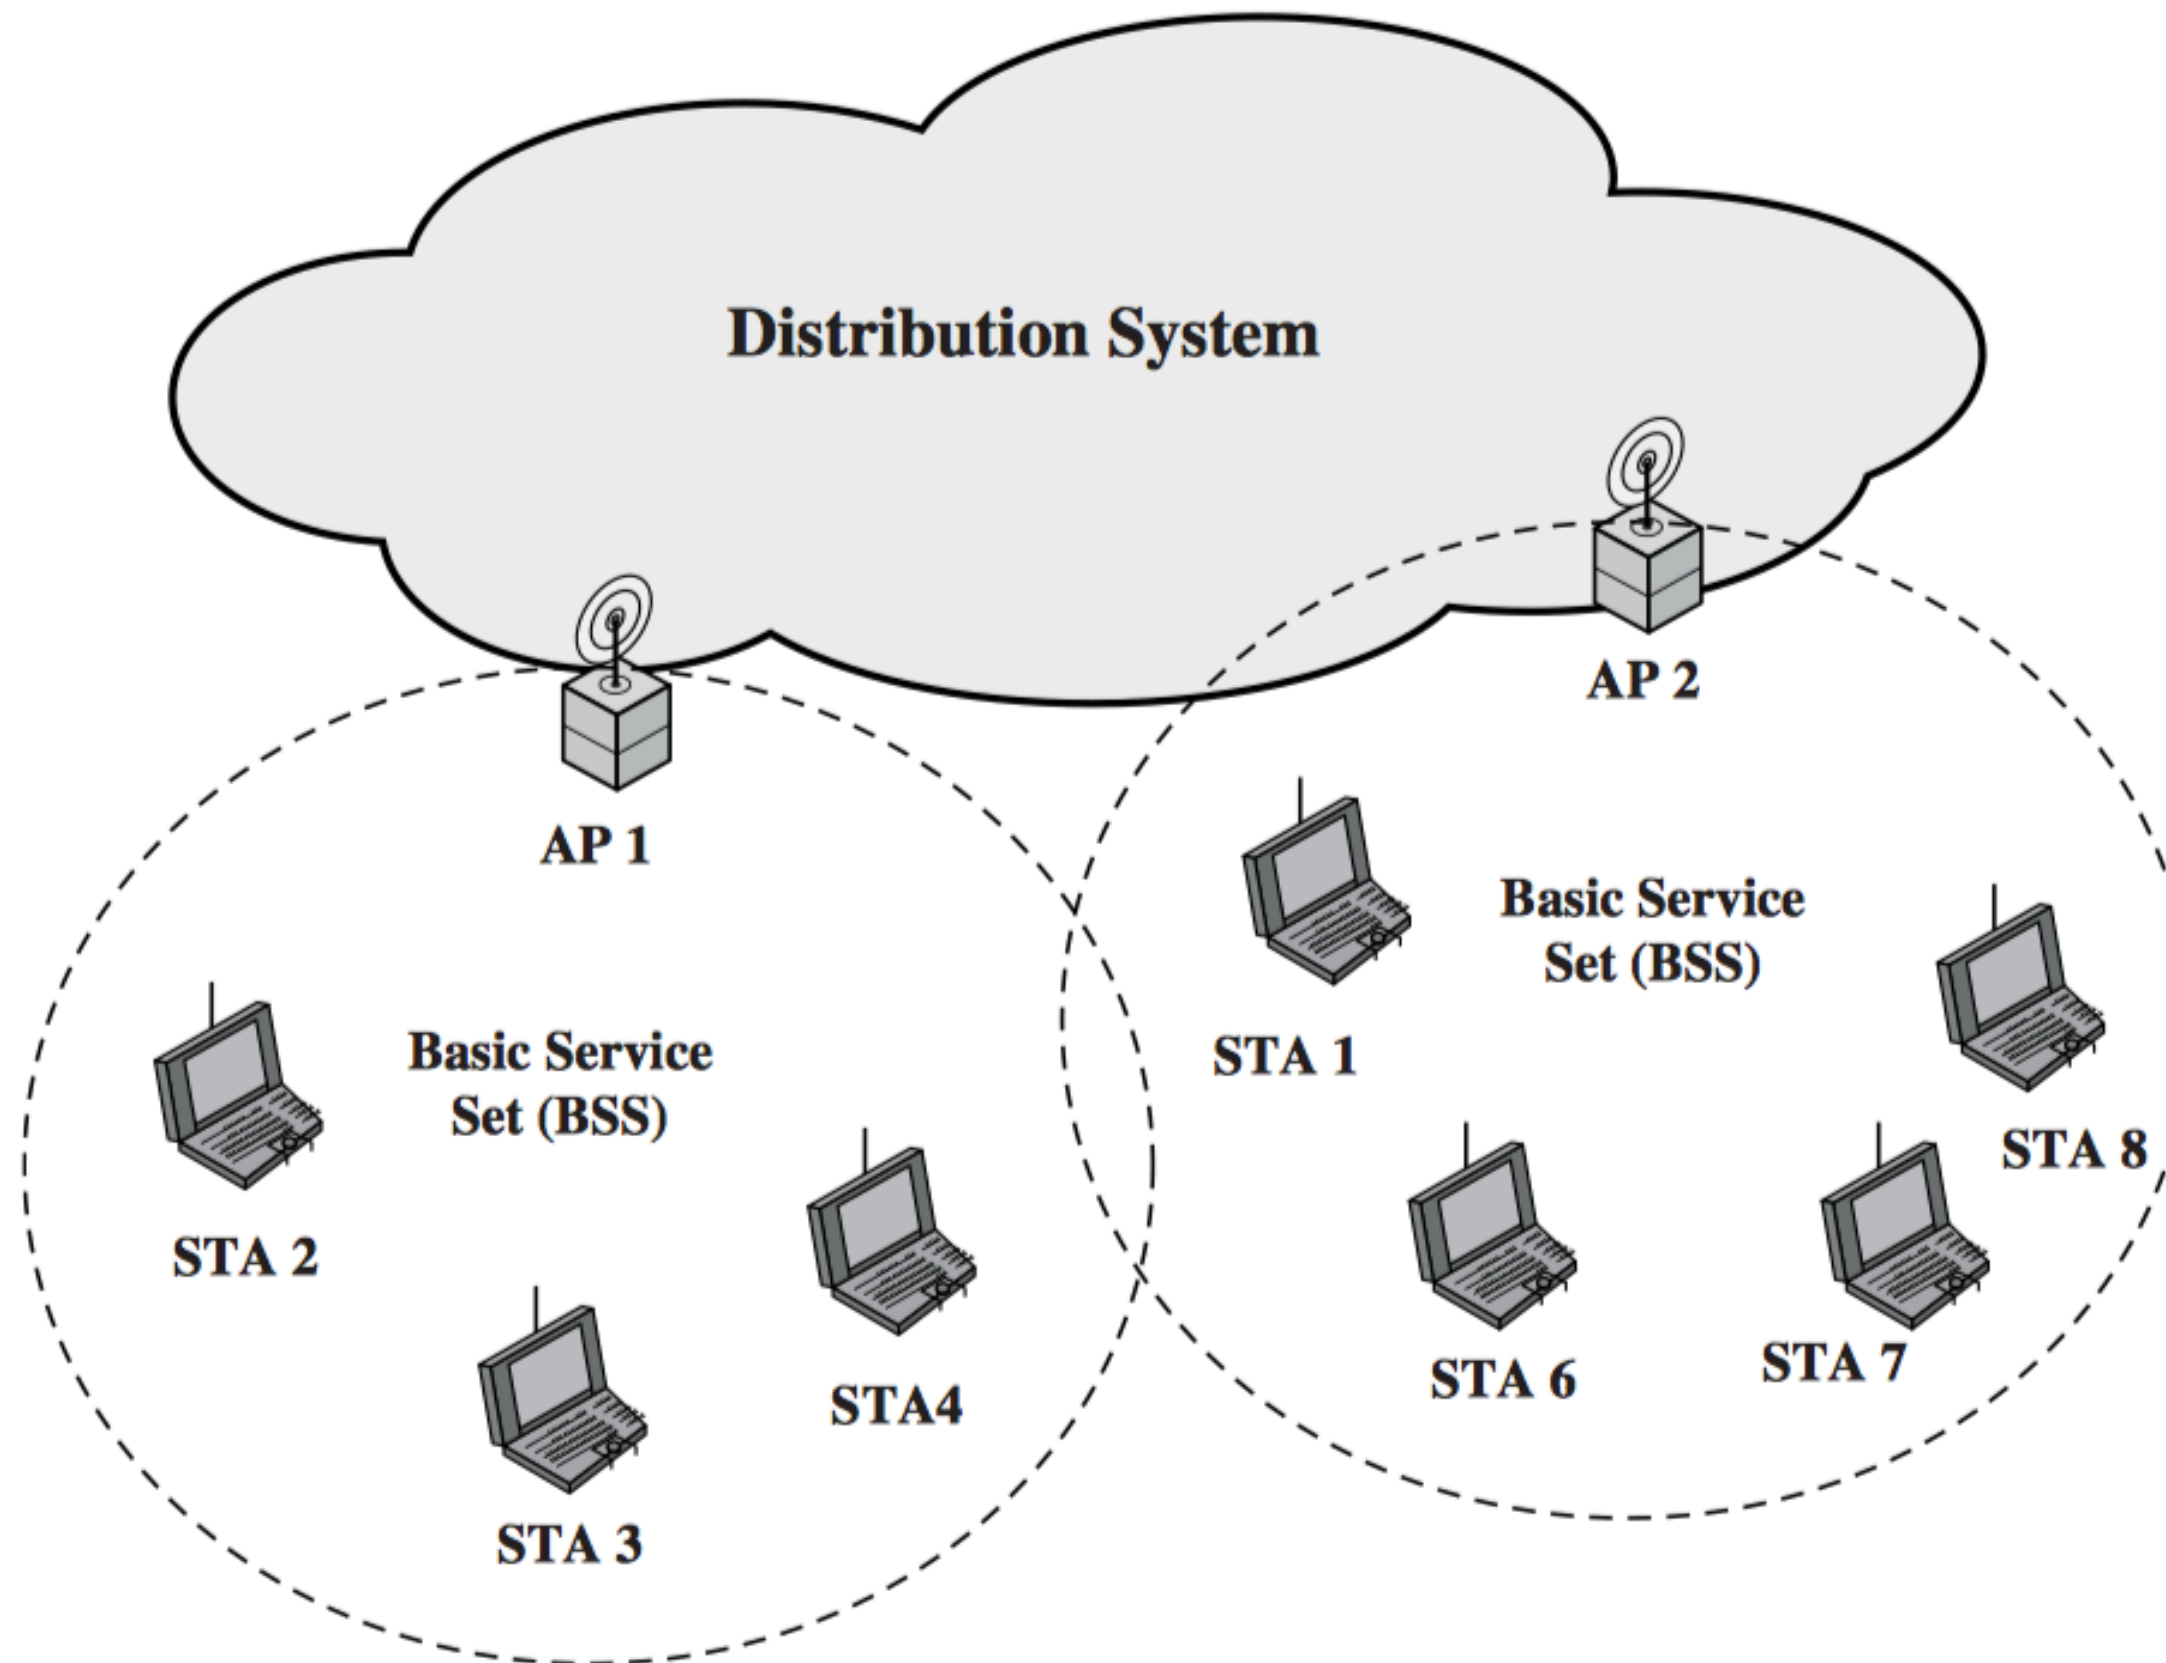 Distribution System
AP 2
AP 1
Basic Service
Set (BSS)
STA 1
STA 8
Basic Service
Set (BSS)
STA 2
STA4
STA 6
STA 7
STA 3